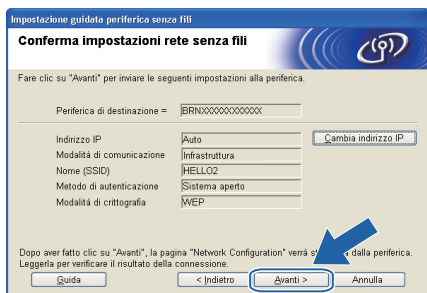 Impostazione guidata periferica senza fili
Conferma impostazioni rete senza fili
Fare clic su "Avanti" per inviare le seguenti impostazioni alla periferica.
Periferica di destinazione = BRNXXXXXXXXXXXX
Indirizzo IP Auto Cambia indirizzo IP
Modalità di comunicazione Infrastruttura
Nome (SSID) HELLO2
Metodo di autenticazione Sistema aperto
Modalità di crittografia WEP
Dopo aver fatto clic su "Avanti", la pagina "Network Configuration" verrà dalla periferica.
Leggerla per verificare il risultato della connessione.
Guida < Indietro Avanti > Annulla